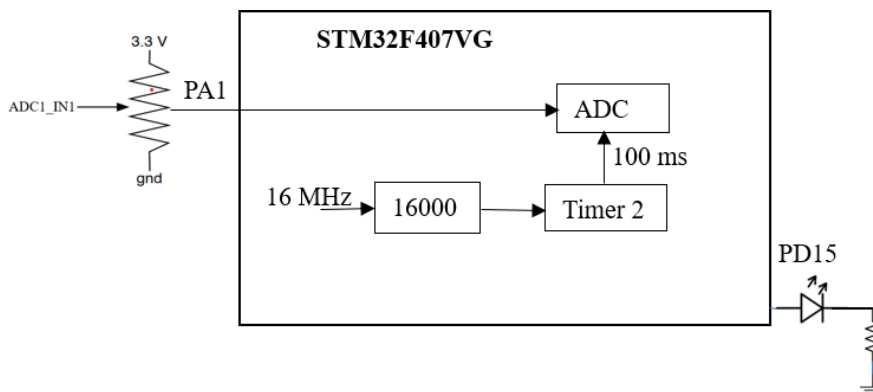 STM32F407VG
3.3 V
PA1
ADC1_IN1
ADC
gnd
100 ms
16 MHz
16000
Timer 2
PD15